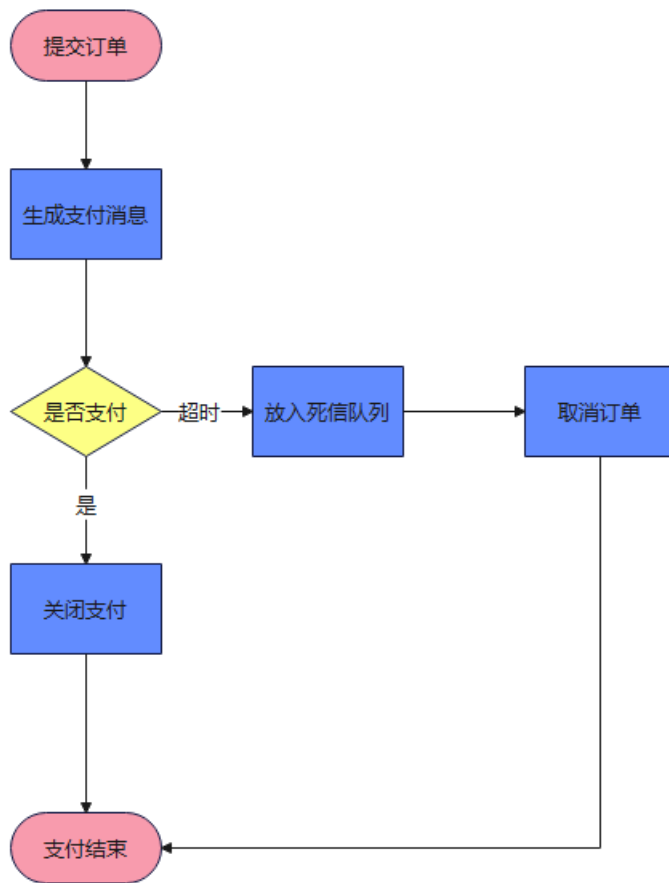 提交订单
生成支付消息
是否支付
超时
放入死信队列
取消订单
是
关闭支付
支付结束